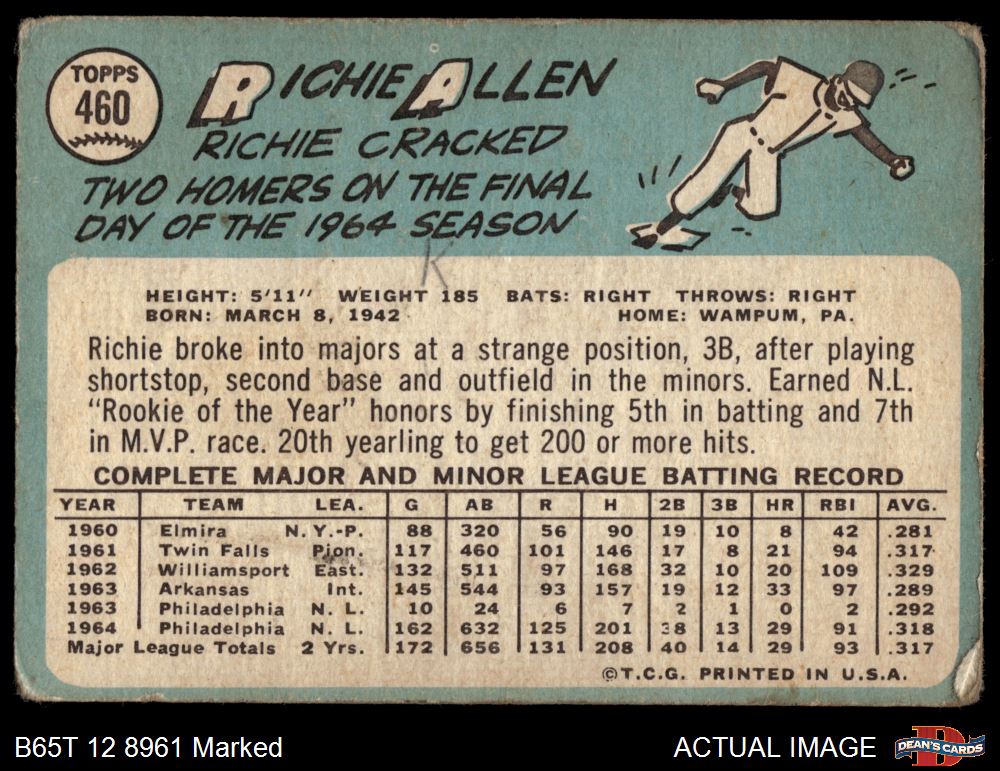 TOPPS
460
RICHIE ALLEN
RICHIE CRACKED
TWO HOMERS ON THE FINAL
DAY OF THE 1964 SEASON
K
HEIGHT: 5'11" WEIGHT 185 BATS: RIGHT THROWS: RIGHT
BORN: MARCH 8, 1942 HOME: WAMPUM, PA.
Richie broke into majors at a strange position, 3B, after playing
shortstop, second base and outfield in the minors. Earned N.L.
"Rookie of the Year" honors by finishing 5th in batting and 7th
in M.V.P. race. 20th yearling to get 200 or more hits.
COMPLETE MAJOR AND MINOR LEAGUE BATTING RECORD
YEAR TEAM LEA. G AB R H 2B 3B HR RBI AVG.
1960 Elmira N.Y.-P. 88 320 56 90 19 10 8 42 .281
1961 Twin Falls Pion. 117 460 101 146 17 8 21 94 .317
1962 Williamsport East. 132 511 97 168 32 10 20 109 .329
1963 Arkansas Int. 145 544 93 157 19 12 33 97 .289
1963 Philadelphia N. L. 10 24 6 7 2 1 0 2 .292
1964 Philadelphia N. L. 162 632 125 201 38 13 29 91 .318
Major League Totals 2 Yrs. 172 656 131 208 40 14 29 93 .317
©T.C.G. PRINTED IN U.S.A.
B65T 12 8961 Marked ACTUAL IMAGE
DEAN'S CARDS